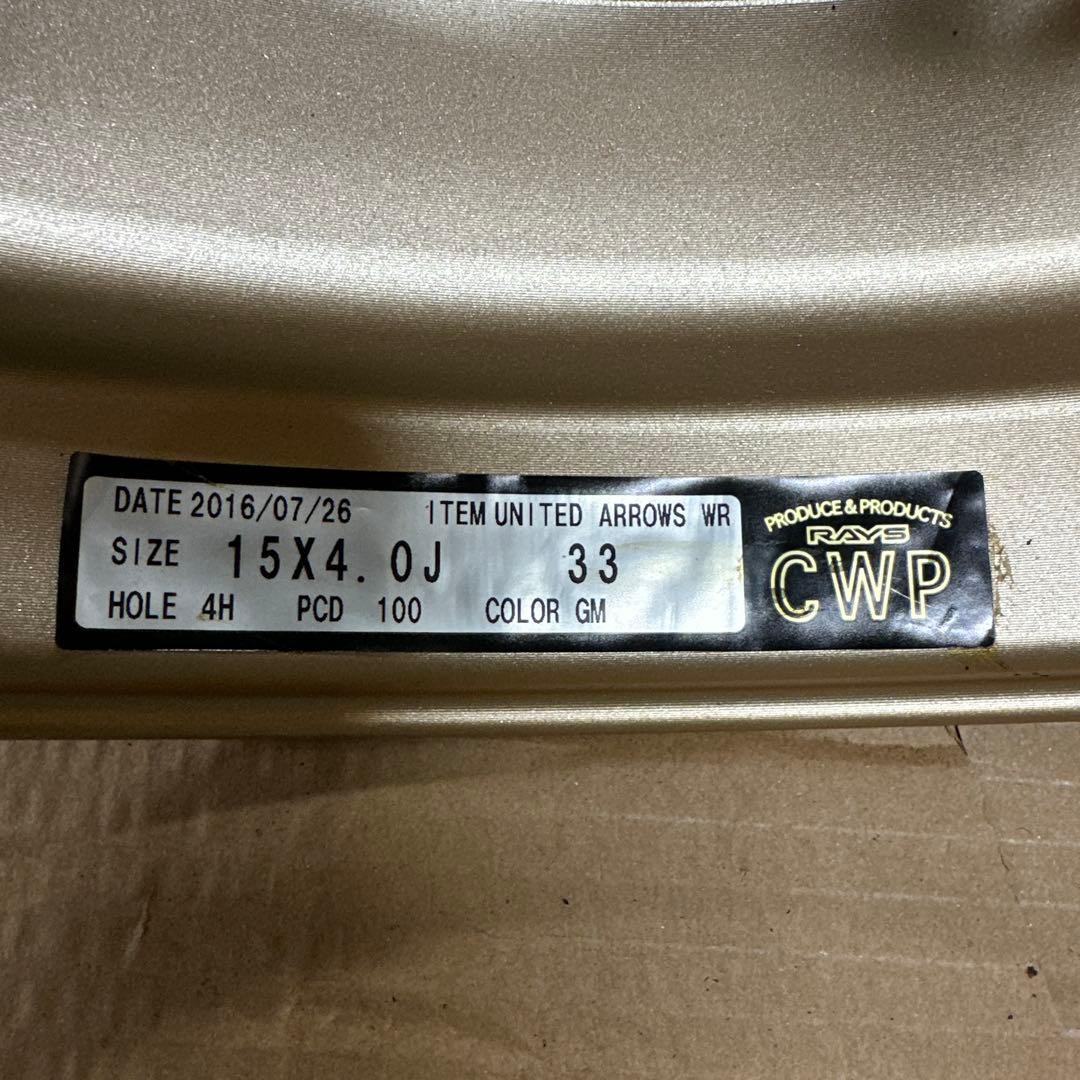 DATE 2016/07/26 ITEM UNITED ARROWS WR
SIZE 15X4.0J 33
HOLE 4H PCD 100 COLOR GM
PRODUCE & PRODUCTS
RAYS
CWP